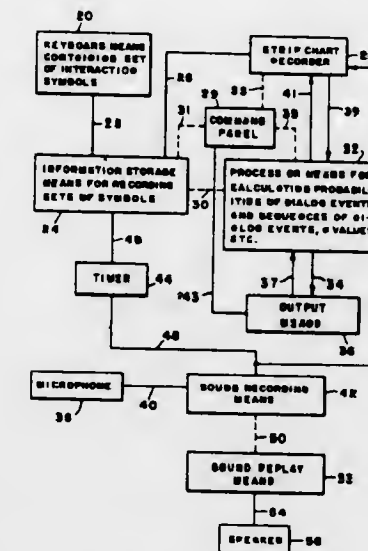 20
KEYBOARD MEANS
CONTAINING SET
OF INTERACTION
SYMBOLS
STRIP CHART
RECORDER
28
26
31
29
COMMAND
PANEL
33
35
41
39
INFORMATION STORAGE
MEANS FOR RECORDING
SETS OF SYMBOLS
24
30
PROCESS OR MEANS FOR
CALCULATING PROBABIL-
ITIES OF DIALOG EVENTS
AND SEQUENCES OF DI-
ALOG EVENTS, VALUES
ETC.
46
TIMER
44
43
37
34
OUTPUT
MEANS
36
48
MICROPHONE
38
40
SOUND RECORDING
MEANS
42
50
SOUND REPLAY
MEANS
52
54
SPEAKER
56